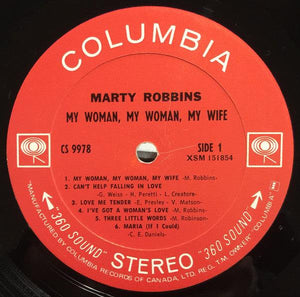 COLUMBIA
MARTY ROBBINS
MY WOMAN, MY WOMAN, MY WIFE
CS 9978
SIDE 1
XSM 151854
1. MY WOMAN, MY WOMAN, MY WIFE -M. Robbins-
2. CAN'T HELP FALLING IN LOVE
-G. Weiss - H. Peretti - L. Creatore-
3. LOVE ME TENDER -E. Presley - V. Matson-
4. I'VE GOT A WOMAN'S LOVE -M. Robbins-
5. THREE LITTLE WORDS -M. Robinson-
6. MARIA (If I Could)
-C. E. Daniels-
"360 SOUND" STEREO "360 SOUND"
MANUFACTURED BY COLUMBIA RECORDS OF CANADA, LTD. REG'D. T.M. OWNER